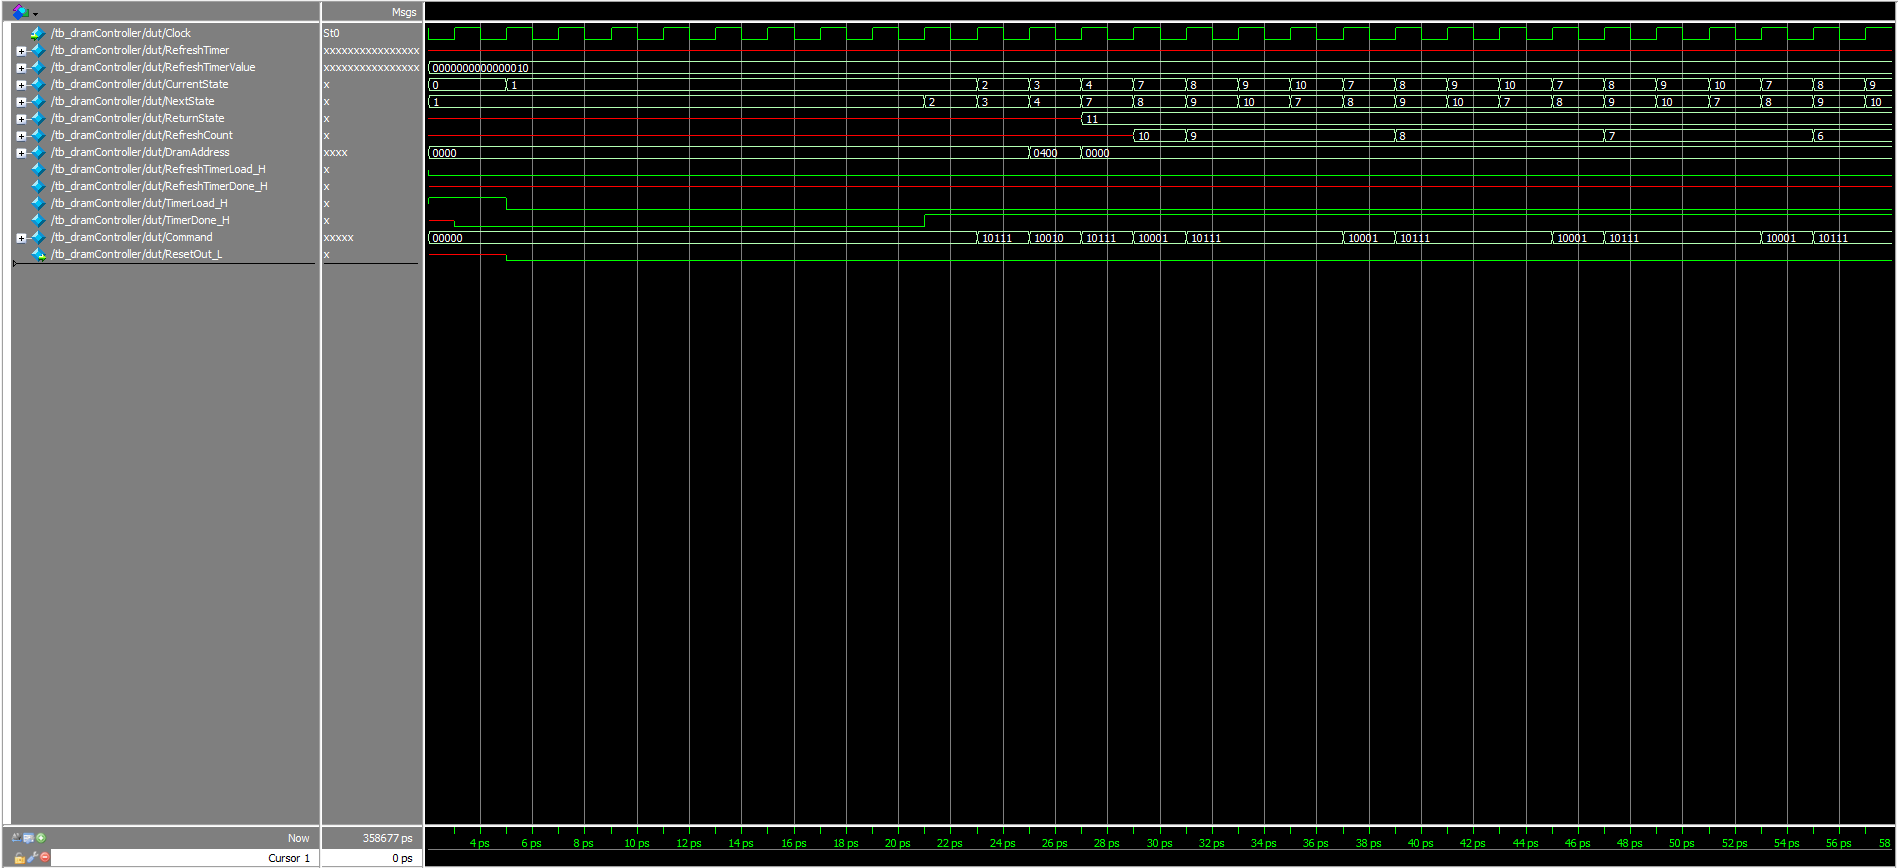 Msgs
/tb_dramController/dut/Clock St0
/tb_dramController/dut/RefreshTimer xxxxxxxxxxxxxxxx
/tb_dramController/dut/RefreshTimerValue xxxxxxxxxxxxxxxx 0000000000000010
/tb_dramController/dut/CurrentState x 0 1 2 3 4 7 8 9 10 7 8 9 10 7 8 9 10 7 8 9
/tb_dramController/dut/NextState x 1 2 3 4 7 8 9 10 7 8 9 10 7 8 9 10 7 8 9 10
/tb_dramController/dut/ReturnState x 11
/tb_dramController/dut/RefreshCount x 10 9 8 7 6
/tb_dramController/dut/DramAddress xxxx 0000 0400 0000
/tb_dramController/dut/RefreshTimerLoad_H x
/tb_dramController/dut/RefreshTimerDone_H x
/tb_dramController/dut/TimerLoad_H x
/tb_dramController/dut/TimerDone_H x
/tb_dramController/dut/Command xxxxx 00000 10111 10010 10111 10001 10111 10001 10111 10001 10111 10001 10111
/tb_dramController/dut/ResetOut_L x
Now 358677 ps 4 ps 6 ps 8 ps 10 ps 12 ps 14 ps 16 ps 18 ps 20 ps 22 ps 24 ps 26 ps 28 ps 30 ps 32 ps 34 ps 36 ps 38 ps 40 ps 42 ps 44 ps 46 ps 48 ps 50 ps 52 ps 54 ps 56 ps 58
Cursor 1 0 ps